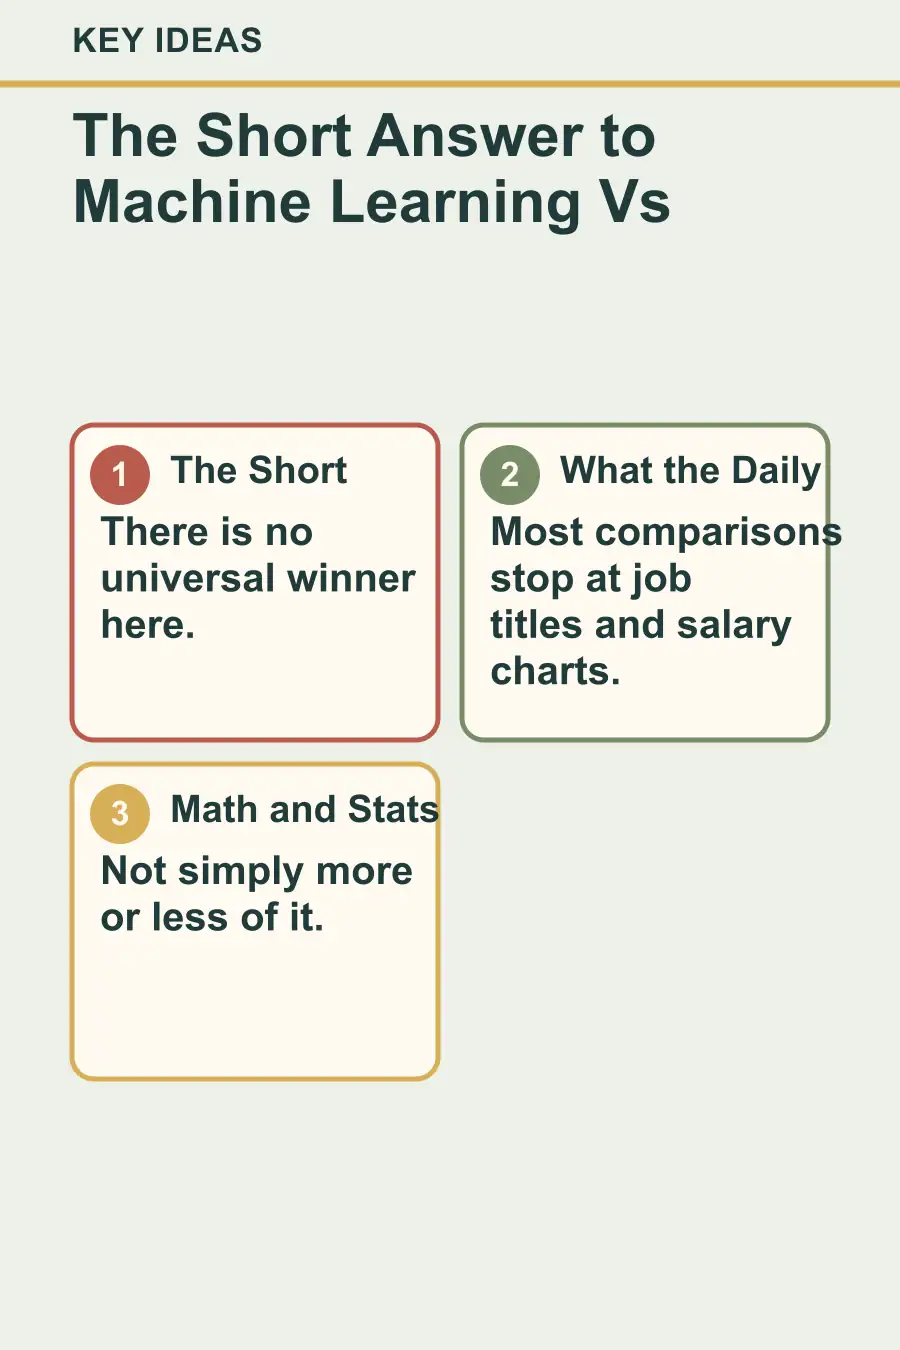 KEY IDEAS
The Short Answer to
Machine Learning Vs
1 The Short
There is no
universal winner
here.
2 What the Daily
Most comparisons
stop at job
titles and salary
charts.
3 Math and Stats
Not simply more
or less of it.